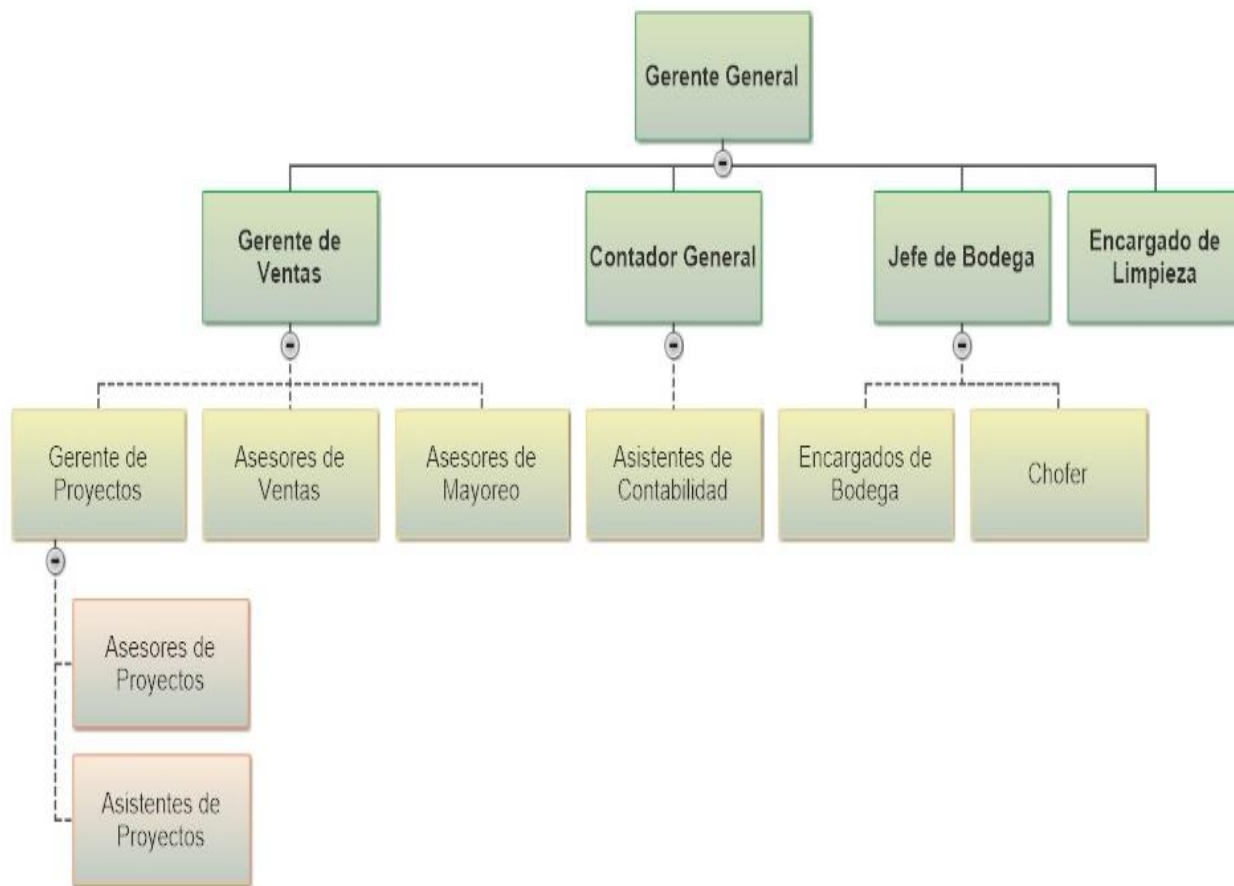 Gerente General
Gerente de
Ventas
Contador General
Jefe de Bodega
Encargado de
Limpieza
Gerente de
Proyectos
Asesores de
Ventas
Asesores de
Mayoreo
Asistentes de
Contabilidad
Encargados de
Bodega
Chofer
Asesores de
Proyectos
Asistentes de
Proyectos